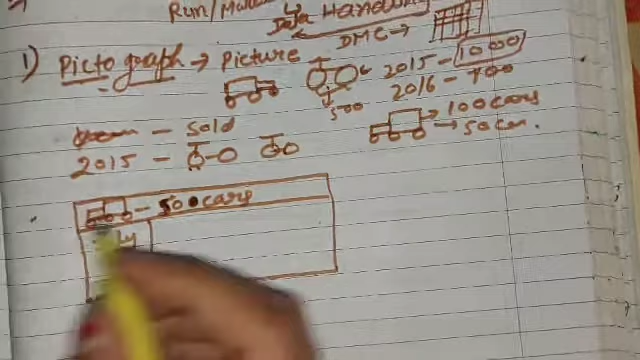 Data Handling
DMC →
1) Pictograph → Picture
2015 - 1000
2016 - 700
500
→ 100 cars
→ 50 car.
- sold
2015 -
- 500 cars